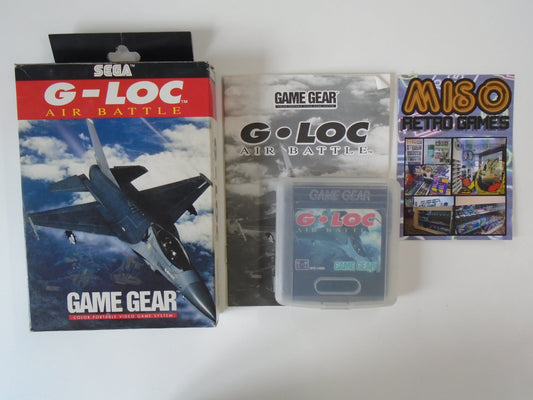 SEGA
G-LOC™
AIR BATTLE
GAME GEAR
COLOR PORTABLE VIDEO GAME SYSTEM
GAME GEAR
G•LOC
AIR BATTLE
GAME GEAR
G•LOC
AIR BATTLE
GAME GEAR
MISO
RETRO GAMES